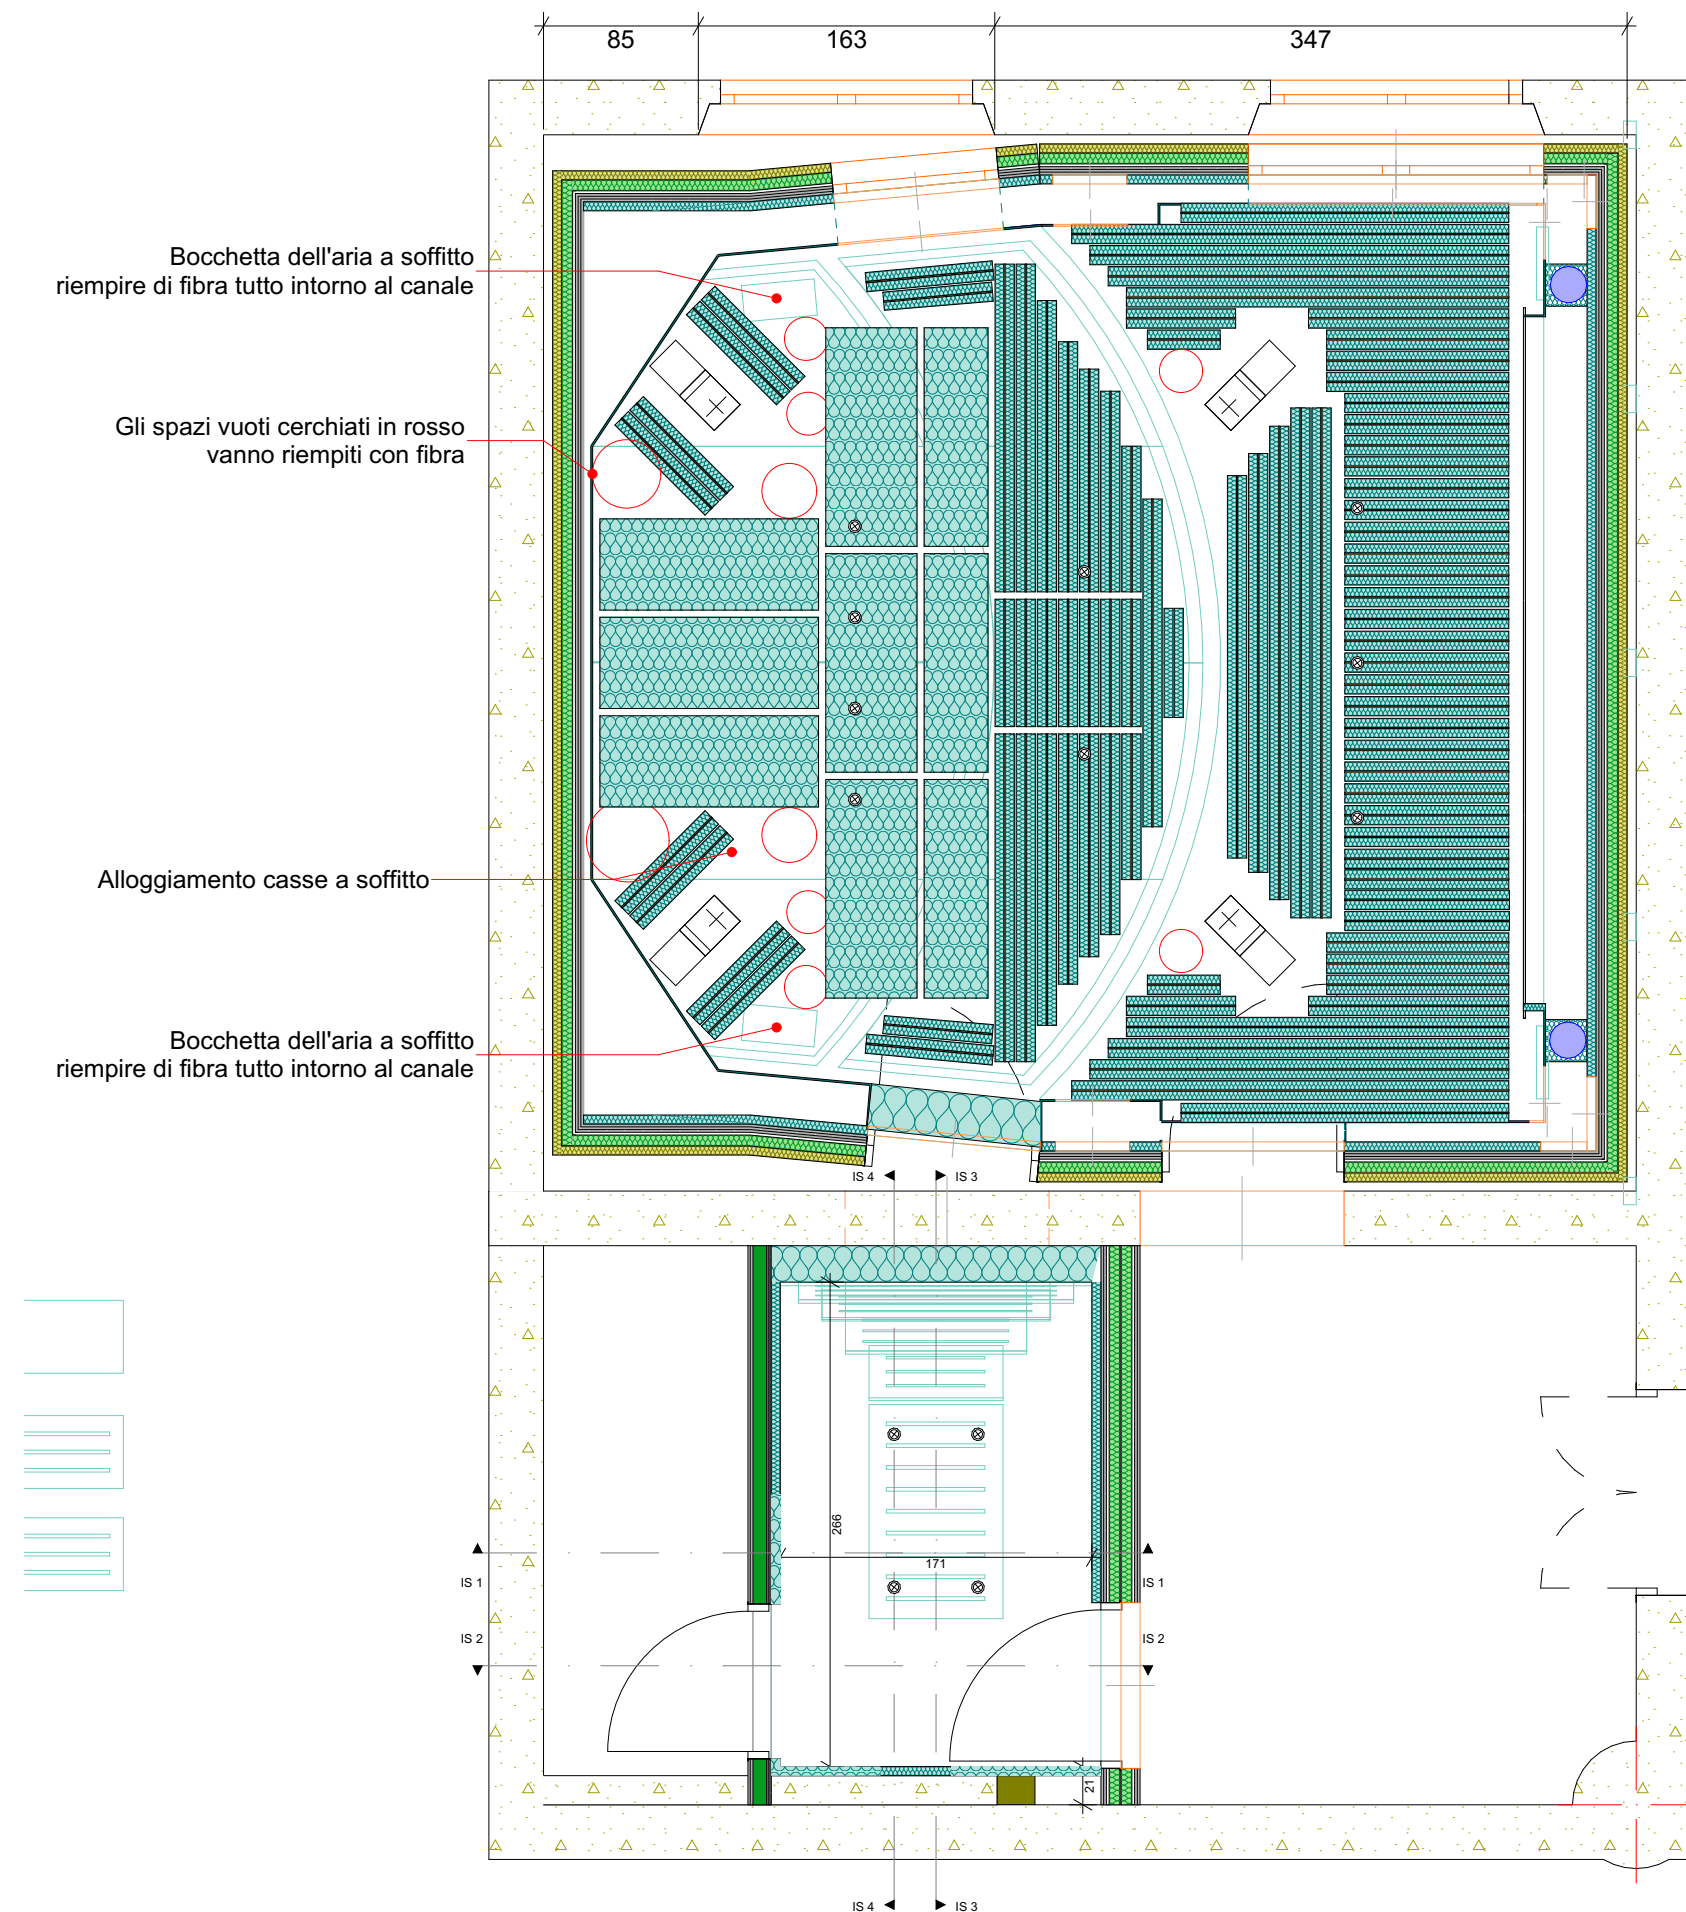 85
163
347
Bocchetta dell'aria a soffitto
riempire di fibra tutto intorno al canale
Gli spazi vuoti cerchiati in rosso
vanno riempiti con fibra
Alloggiamento casse a soffitto
Bocchetta dell'aria a soffitto
riempire di fibra tutto intorno al canale
IS 4
IS 3
266
171
IS 1
IS 1
IS 2
IS 2
21
IS 4
IS 3